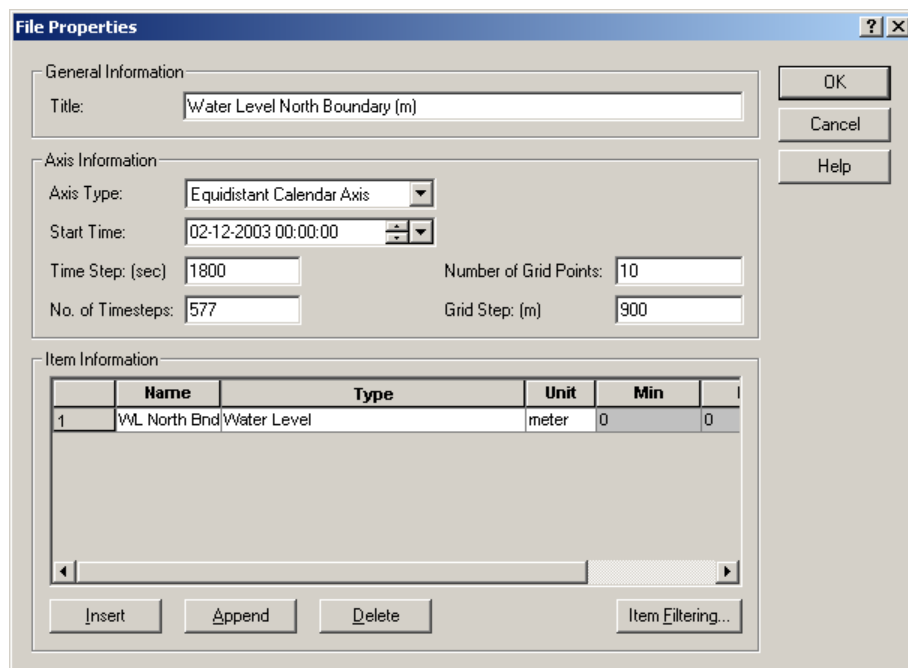 File Properties
General Information
Title: Water Level North Boundary (m)
OK
Cancel
Help
Axis Information
Axis Type: Equidistant Calendar Axis
Start Time: 02-12-2003 00:00:00
Time Step: (sec) 1800 Number of Grid Points: 10
No. of Timesteps: 577 Grid Step: (m) 900
Item Information
Name Type Unit Min
1 WL North Bnd Water Level meter 0 0
Insert Append Delete Item Filtering...